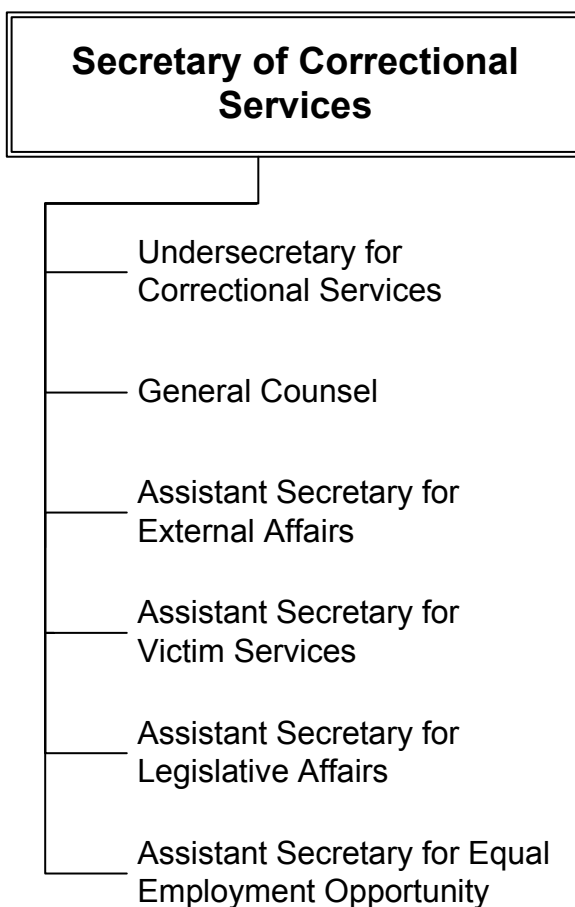 Secretary of Correctional
Services
Undersecretary for
Correctional Services
General Counsel
Assistant Secretary for
External Affairs
Assistant Secretary for
Victim Services
Assistant Secretary for
Legislative Affairs
Assistant Secretary for Equal
Employment Opportunity